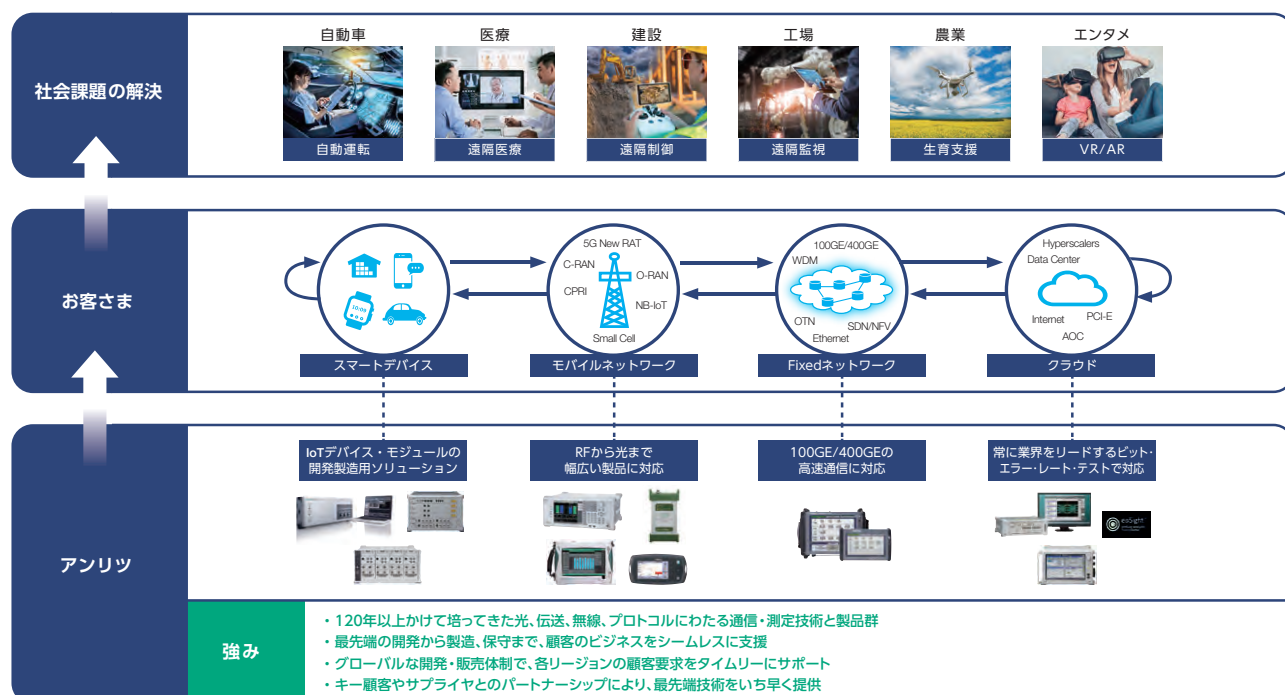 社会課題の解決
自動車
医療
建設
工場
農業
エンタメ
自動運転
遠隔医療
遠隔制御
遠隔監視
生育支援
VR/AR
お客さま
10:08
スマートデバイス
5G New RAT
C-RAN
O-RAN
CPRI
NB-IoT
Small Cell
モバイルネットワーク
100GE/400GE
WDM
OTN
SDN/NFV
Ethernet
Fixedネットワーク
Hyperscalers
Data Center
Internet
PCI-E
AOC
クラウド
アンリツ
IoTデバイス・モジュールの
開発製造用ソリューション
RFから光まで
幅広い製品に対応
100GE/400GEの
高速通信に対応
常に業界をリードするビット・
エラー・レート・テストで対応
強み
・120年以上かけて培ってきた光、伝送、無線、プロトコルにわたる通信・測定技術と製品群
・最先端の開発から製造、保守まで、顧客のビジネスをシームレスに支援
・グローバルな開発・販売体制で、各リージョンの顧客要求をタイムリーにサポート
・キー顧客やサプライヤとのパートナーシップにより、最先端技術をいち早く提供